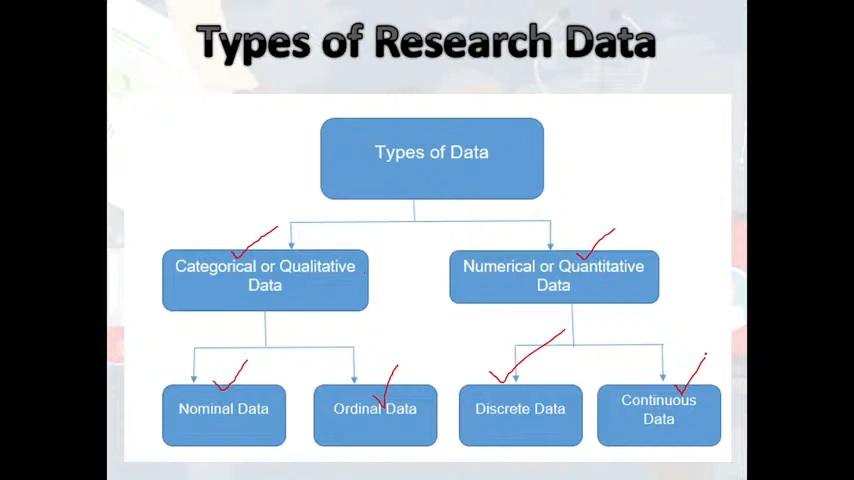 Types of Research Data
Types of Data
Categorical or Qualitative
Data
Numerical or Quantitative
Data
Nominal Data
Ordinal Data
Discrete Data
Continuous
Data